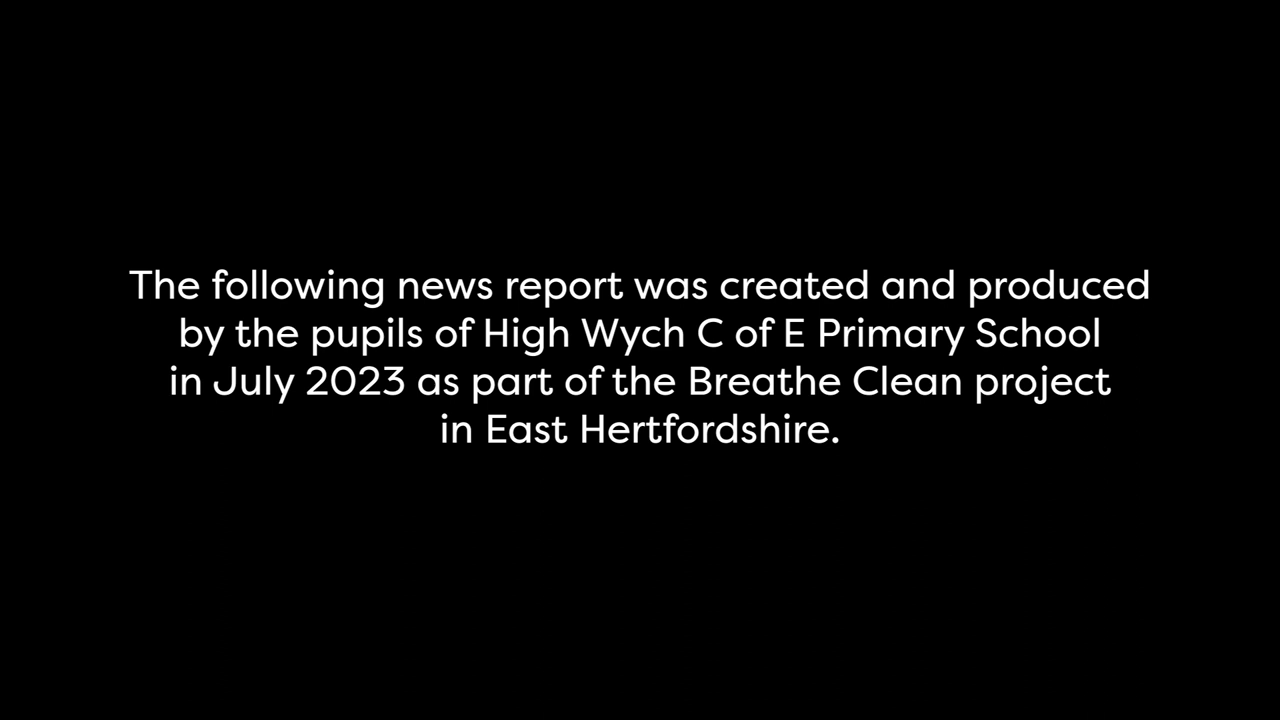 The following news report was created and produced
by the pupils of High Wych C of E Primary School
in July 2023 as part of the Breathe Clean project
in East Hertfordshire.